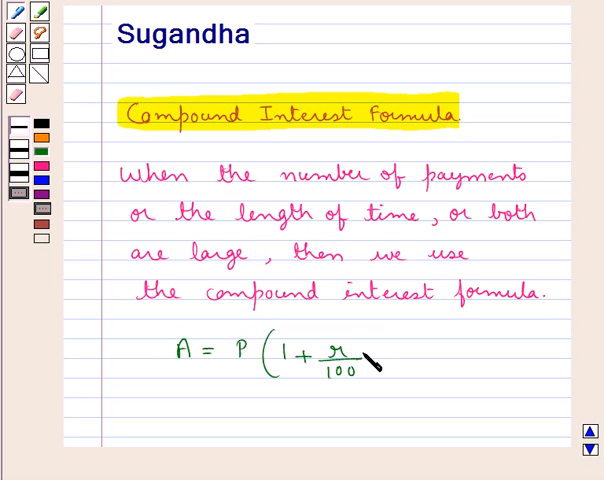 Sugandha
Compound Interest Formula
When the number of payments
or the length of time, or both
are large, then we use
the compound interest formula.
A = P ( 1 + r/100